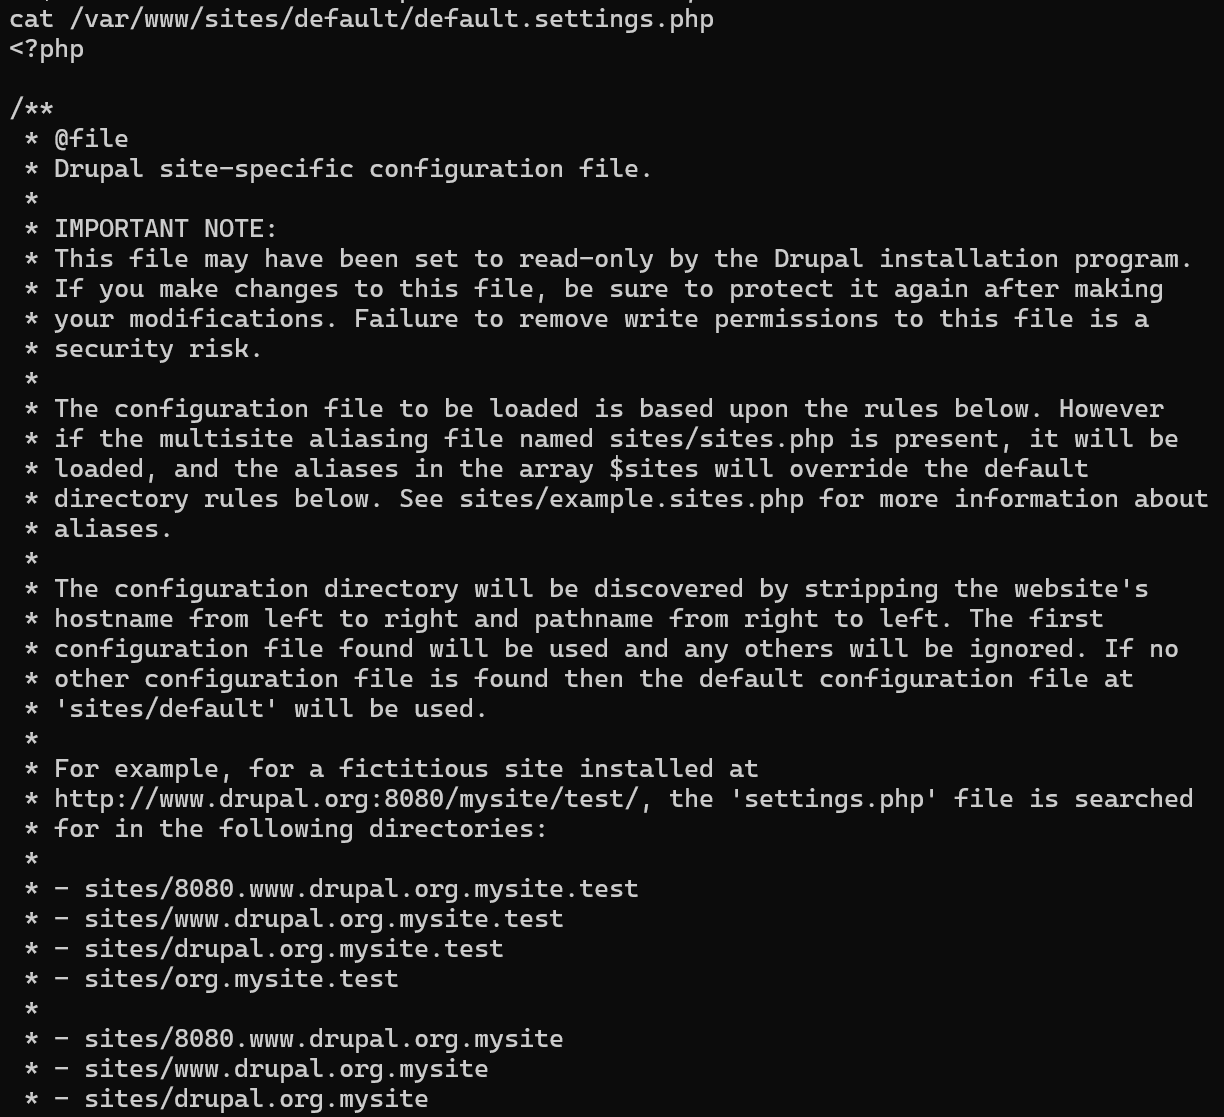 cat /var/www/sites/default/default.settings.php
<?php

/**
 * @file
 * Drupal site-specific configuration file.
 *
 * IMPORTANT NOTE:
 * This file may have been set to read-only by the Drupal installation program.
 * If you make changes to this file, be sure to protect it again after making
 * your modifications. Failure to remove write permissions to this file is a
 * security risk.
 *
 * The configuration file to be loaded is based upon the rules below. However
 * if the multisite aliasing file named sites/sites.php is present, it will be
 * loaded, and the aliases in the array $sites will override the default
 * directory rules below. See sites/example.sites.php for more information about
 * aliases.
 *
 * The configuration directory will be discovered by stripping the website's
 * hostname from left to right and pathname from right to left. The first
 * configuration file found will be used and any others will be ignored. If no
 * other configuration file is found then the default configuration file at
 * 'sites/default' will be used.
 *
 * For example, for a fictitious site installed at
 * http://www.drupal.org:8080/mysite/test/, the 'settings.php' file is searched
 * for in the following directories:
 *
 * - sites/8080.www.drupal.org.mysite.test
 * - sites/www.drupal.org.mysite.test
 * - sites/drupal.org.mysite.test
 * - sites/org.mysite.test
 *
 * - sites/8080.www.drupal.org.mysite
 * - sites/www.drupal.org.mysite
 * - sites/drupal.org.mysite